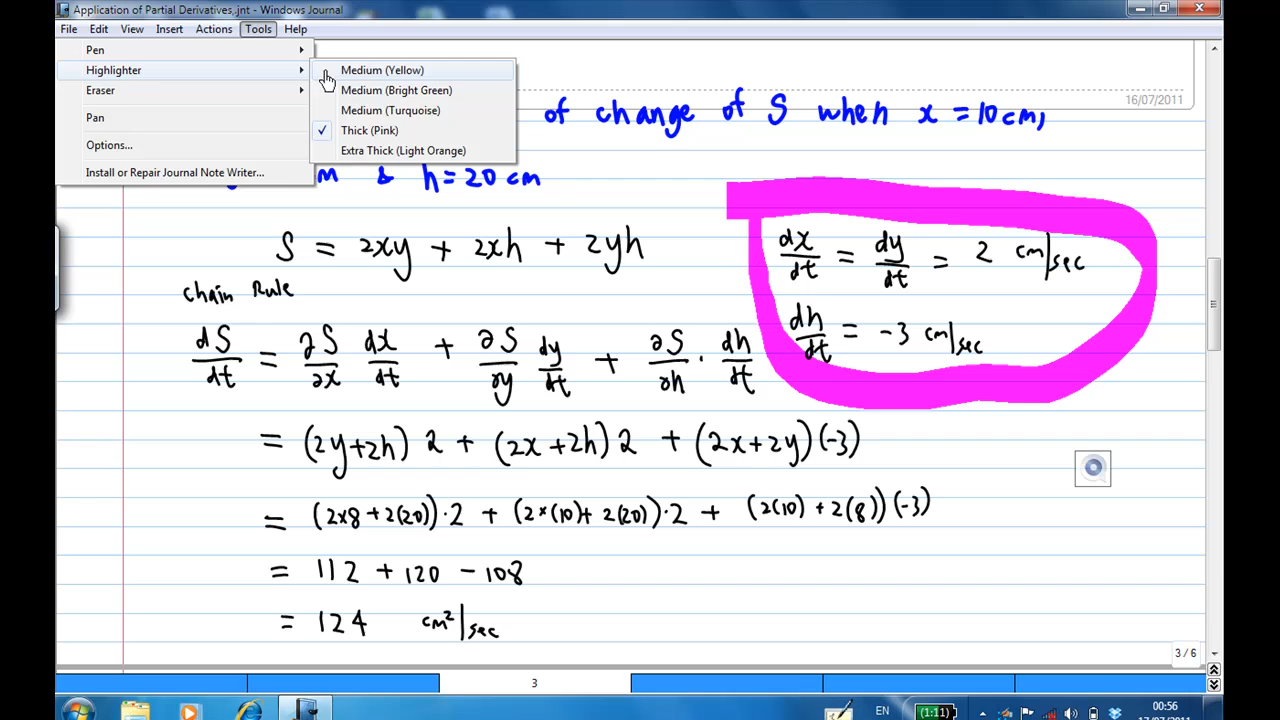 Application of Partial Derivatives,.jnt - Windows Journal
File Edit View Insert Actions Tools Help
Pen
Highlighter
Eraser
Pan
Options...
Install or Repair Journal Note Writer...
Medium (Yellow)
Medium (Bright Green)
Medium (Turquoise)
✓ Thick (Pink)
Extra Thick (Light Orange)
16/07/2011
of change of S when x = 10 cm,
& h = 20 cm
S = 2xy + 2xh + 2yh
dx/dt = dy/dt = 2 cm/sec
dh/dt = -3 cm/sec
Chain Rule
dS/dt = ∂S/∂x dx/dt + ∂S/∂y dy/dt + ∂S/∂h · dh/dt
= (2y+2h) 2 + (2x+2h) 2 + (2x+2y)(-3)
= (2x8 + 2(20))·2 + (2x(10) + 2(20))·2 + (2(10) + 2(8))(-3)
= 112 + 120 - 108
= 124 cm²/sec
3 / 6
3
EN
(1:11)
00:56
17/07/2011